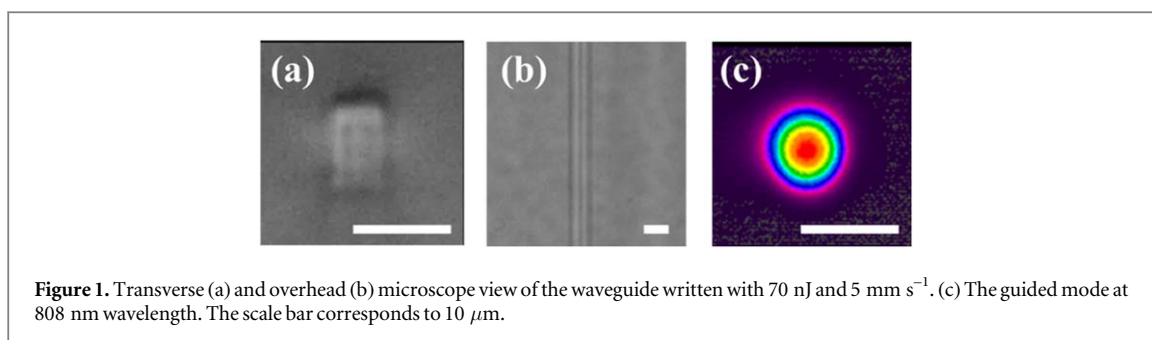 (a)
(b)
(c)
Figure 1. Transverse (a) and overhead (b) microscope view of the waveguide written with 70 nJ and 5 mm s⁻¹. (c) The guided mode at
808 nm wavelength. The scale bar corresponds to 10 μm.